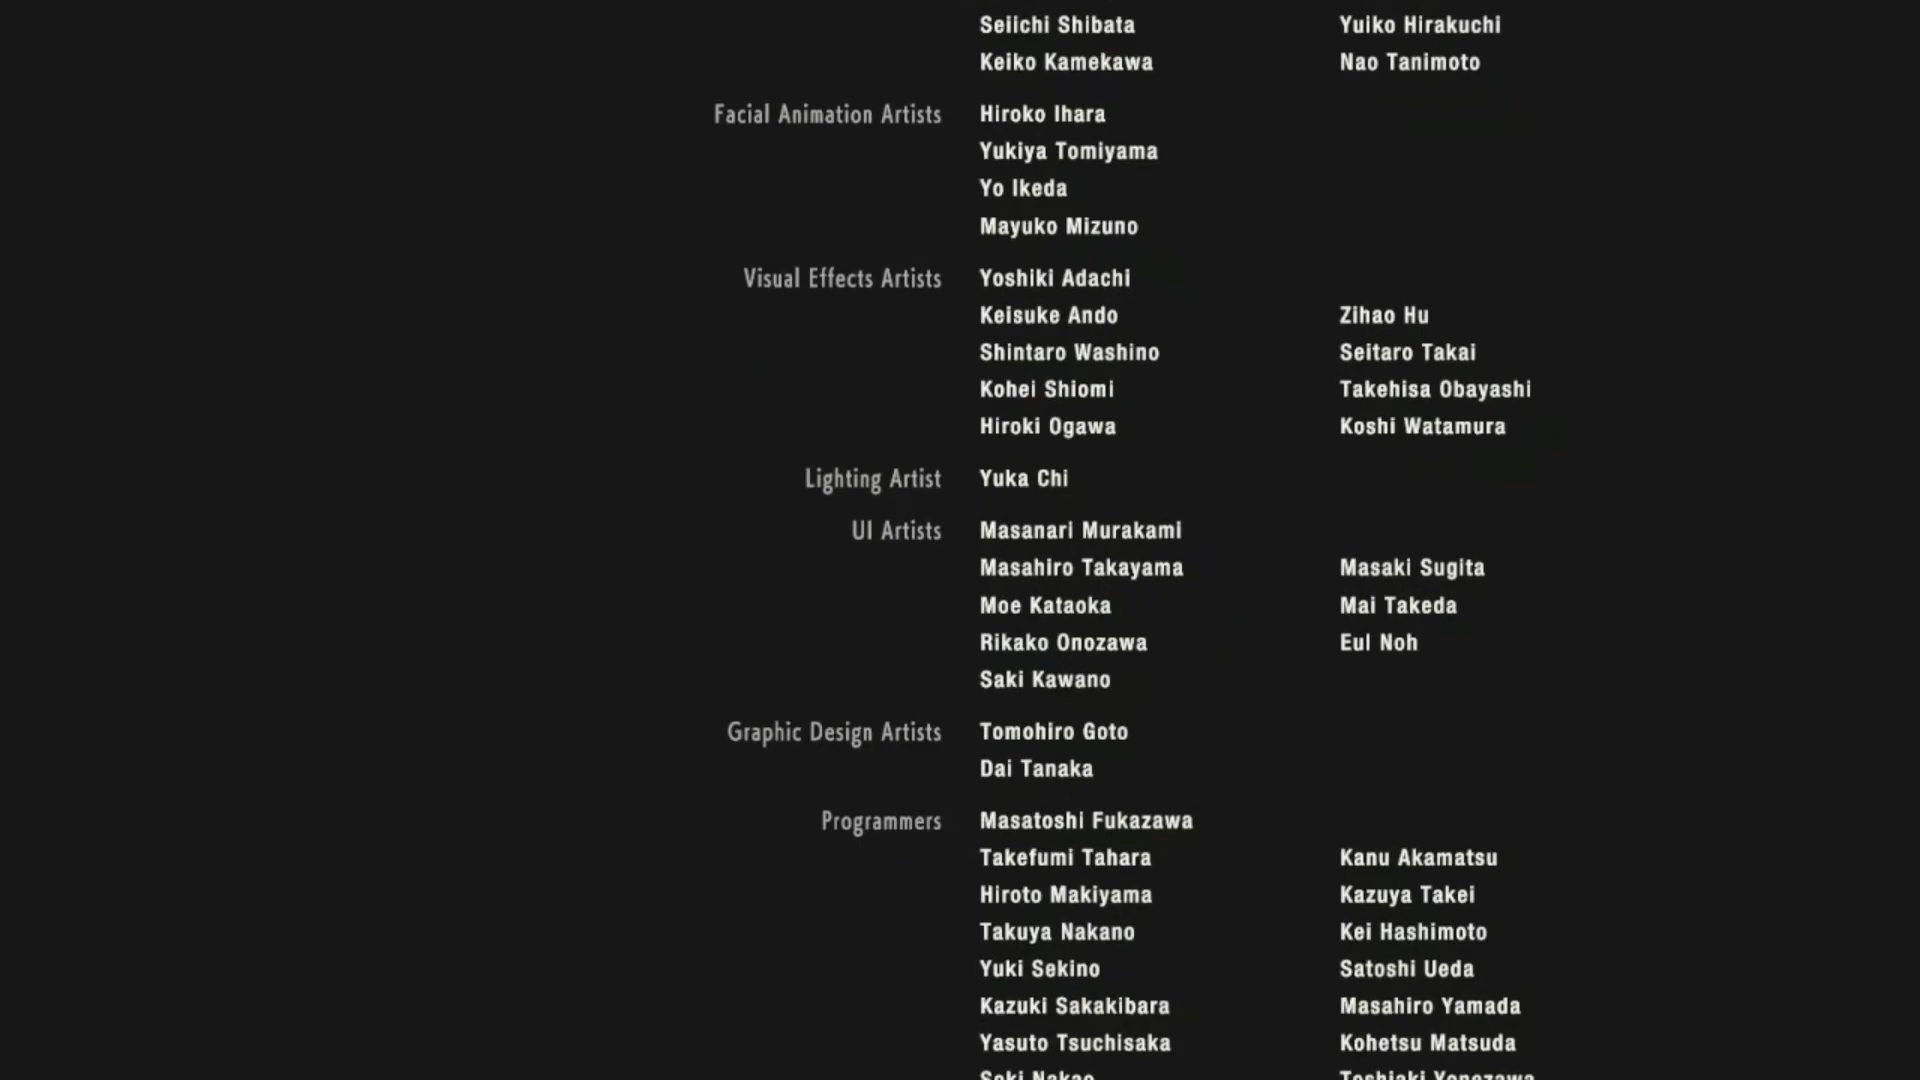 Seiichi Shibata Yuiko Hirakuchi
Keiko Kamekawa Nao Tanimoto
Facial Animation Artists Hiroko Ihara
Yukiya Tomiyama
Yo Ikeda
Mayuko Mizuno
Visual Effects Artists Yoshiki Adachi
Keisuke Ando Zihao Hu
Shintaro Washino Seitaro Takai
Kohei Shiomi Takehisa Obayashi
Hiroki Ogawa Koshi Watamura
Lighting Artist Yuka Chi
UI Artists Masanari Murakami
Masahiro Takayama Masaki Sugita
Moe Kataoka Mai Takeda
Rikako Onozawa Eul Noh
Saki Kawano
Graphic Design Artists Tomohiro Goto
Dai Tanaka
Programmers Masatoshi Fukazawa
Takefumi Tahara Kanu Akamatsu
Hiroto Makiyama Kazuya Takei
Takuya Nakano Kei Hashimoto
Yuki Sekino Satoshi Ueda
Kazuki Sakakibara Masahiro Yamada
Yasuto Tsuchisaka Kohetsu Matsuda